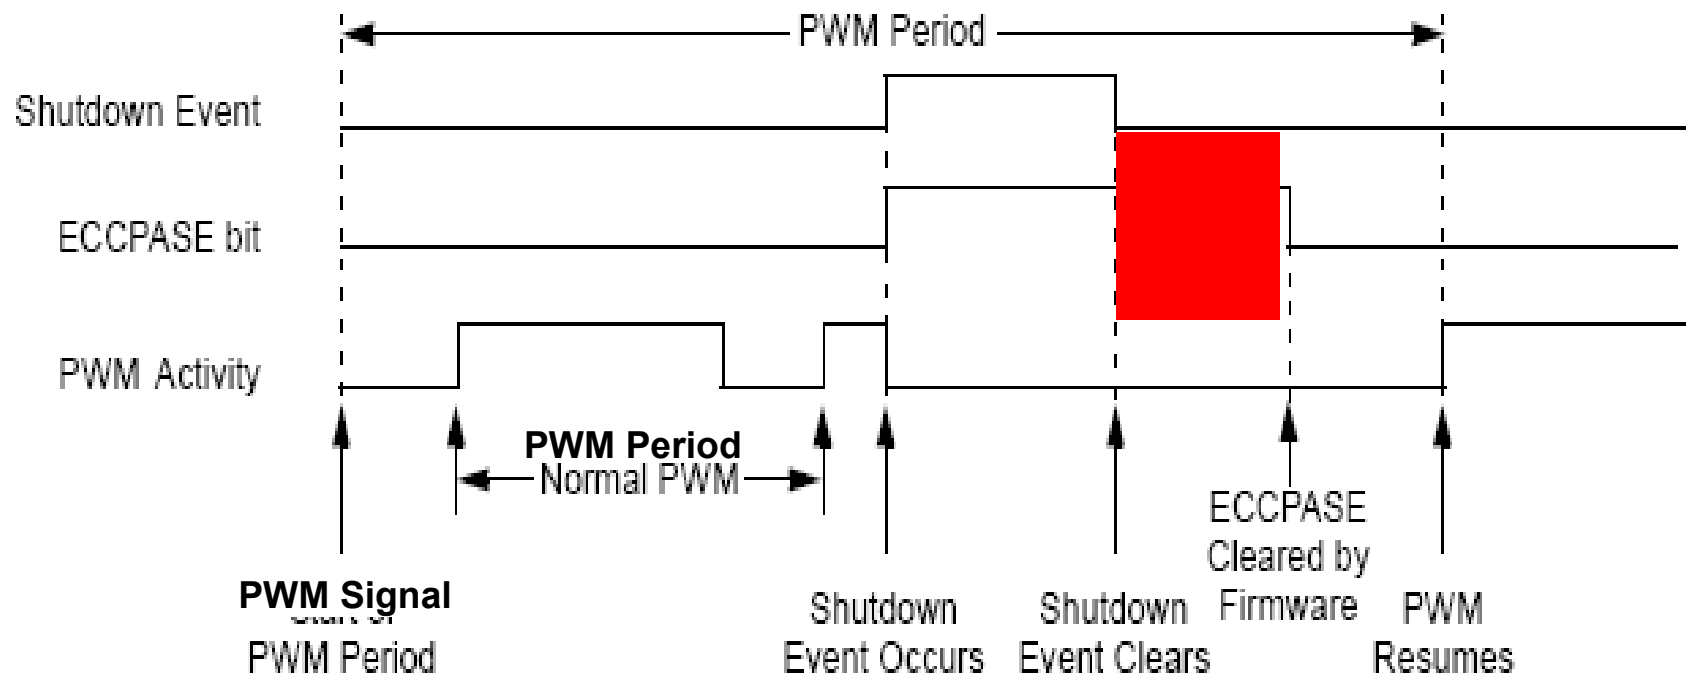 PWM Period
Shutdown Event
ECCPASE bit
PWM Activity
PWM Period
Normal PWM
ECCPASE
Cleared by
Firmware
PWM Signal
PWM Period
Shutdown
Event Occurs
Shutdown
Event Clears
PWM
Resumes